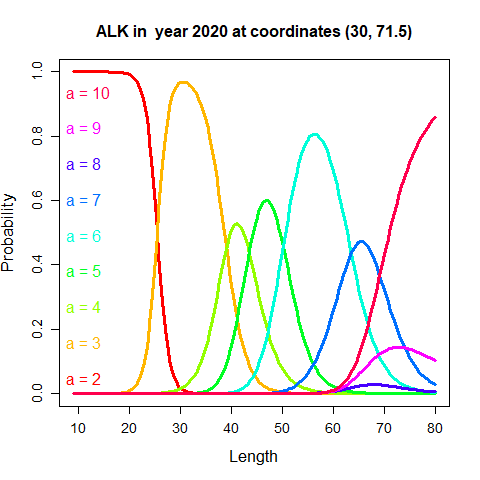 ALK in  year 2020 at coordinates (30, 71.5)
Probability
1.0
0.8
0.6
0.4
0.2
0.0
a = 10
a = 9
a = 8
a = 7
a = 6
a = 5
a = 4
a = 3
a = 2
10 20 30 40 50 60 70 80
Length